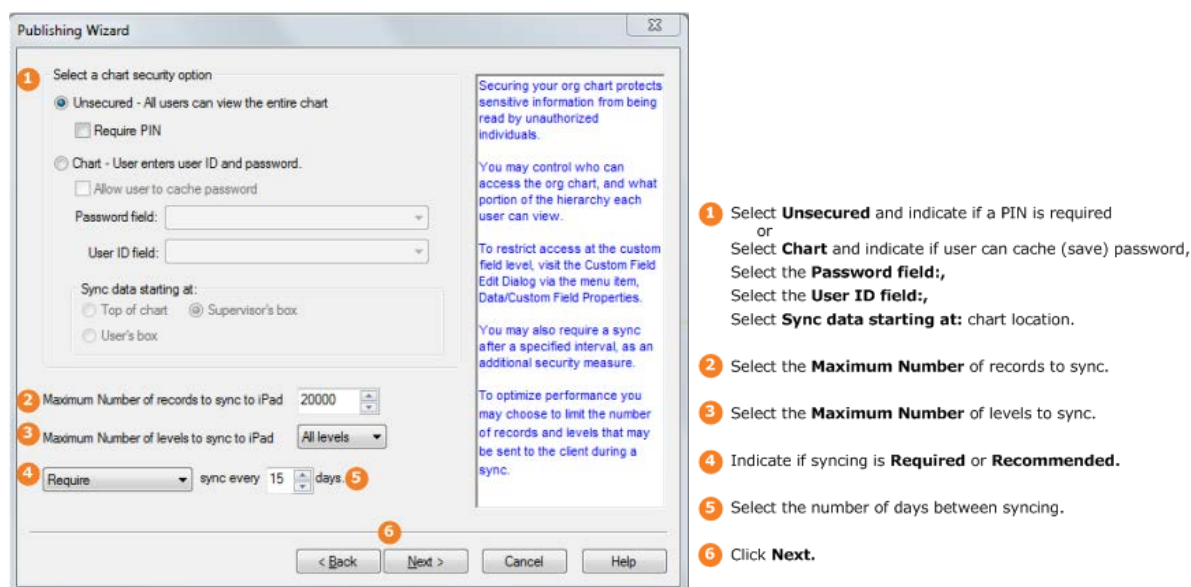 Publishing Wizard
1
Select a chart security option
Unsecured - All users can view the entire chart
Require PIN
Chart - User enters user ID and password.
Allow user to cache password
Password field:
User ID field:
Sync data starting at:
Top of chart
Supervisor's box
User's box
2
Maximum Number of records to sync to iPad
20000
3
Maximum Number of levels to sync to iPad
All levels
4
Require
sync every 15 days.
5
6
< Back
Next >
Cancel
Help
Securing your org chart protects
sensitive information from being
read by unauthorized
individuals.
You may control who can
access the org chart, and what
portion of the hierarchy each
user can view.
To restrict access at the custom
field level, visit the Custom Field
Edit Dialog via the menu item,
Data/Custom Field Properties.
You may also require a sync
after a specified interval, as an
additional security measure.
To optimize performance you
may choose to limit the number
of records and levels that may
be sent to the client during a
sync.
1 Select Unsecured and indicate if a PIN is required
or
Select Chart and indicate if user can cache (save) password,
Select the Password field:,
Select the User ID field:,
Select Sync data starting at: chart location.
2 Select the Maximum Number of records to sync.
3 Select the Maximum Number of levels to sync.
4 Indicate if syncing is Required or Recommended.
5 Select the number of days between syncing.
6 Click Next.